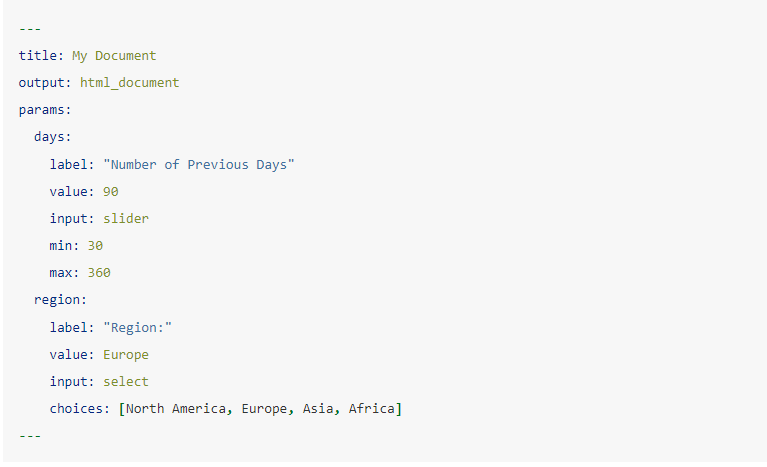 ---
title: My Document
output: html_document
params:
  days:
    label: "Number of Previous Days"
    value: 90
    input: slider
    min: 30
    max: 360
  region:
    label: "Region:"
    value: Europe
    input: select
    choices: [North America, Europe, Asia, Africa]
---